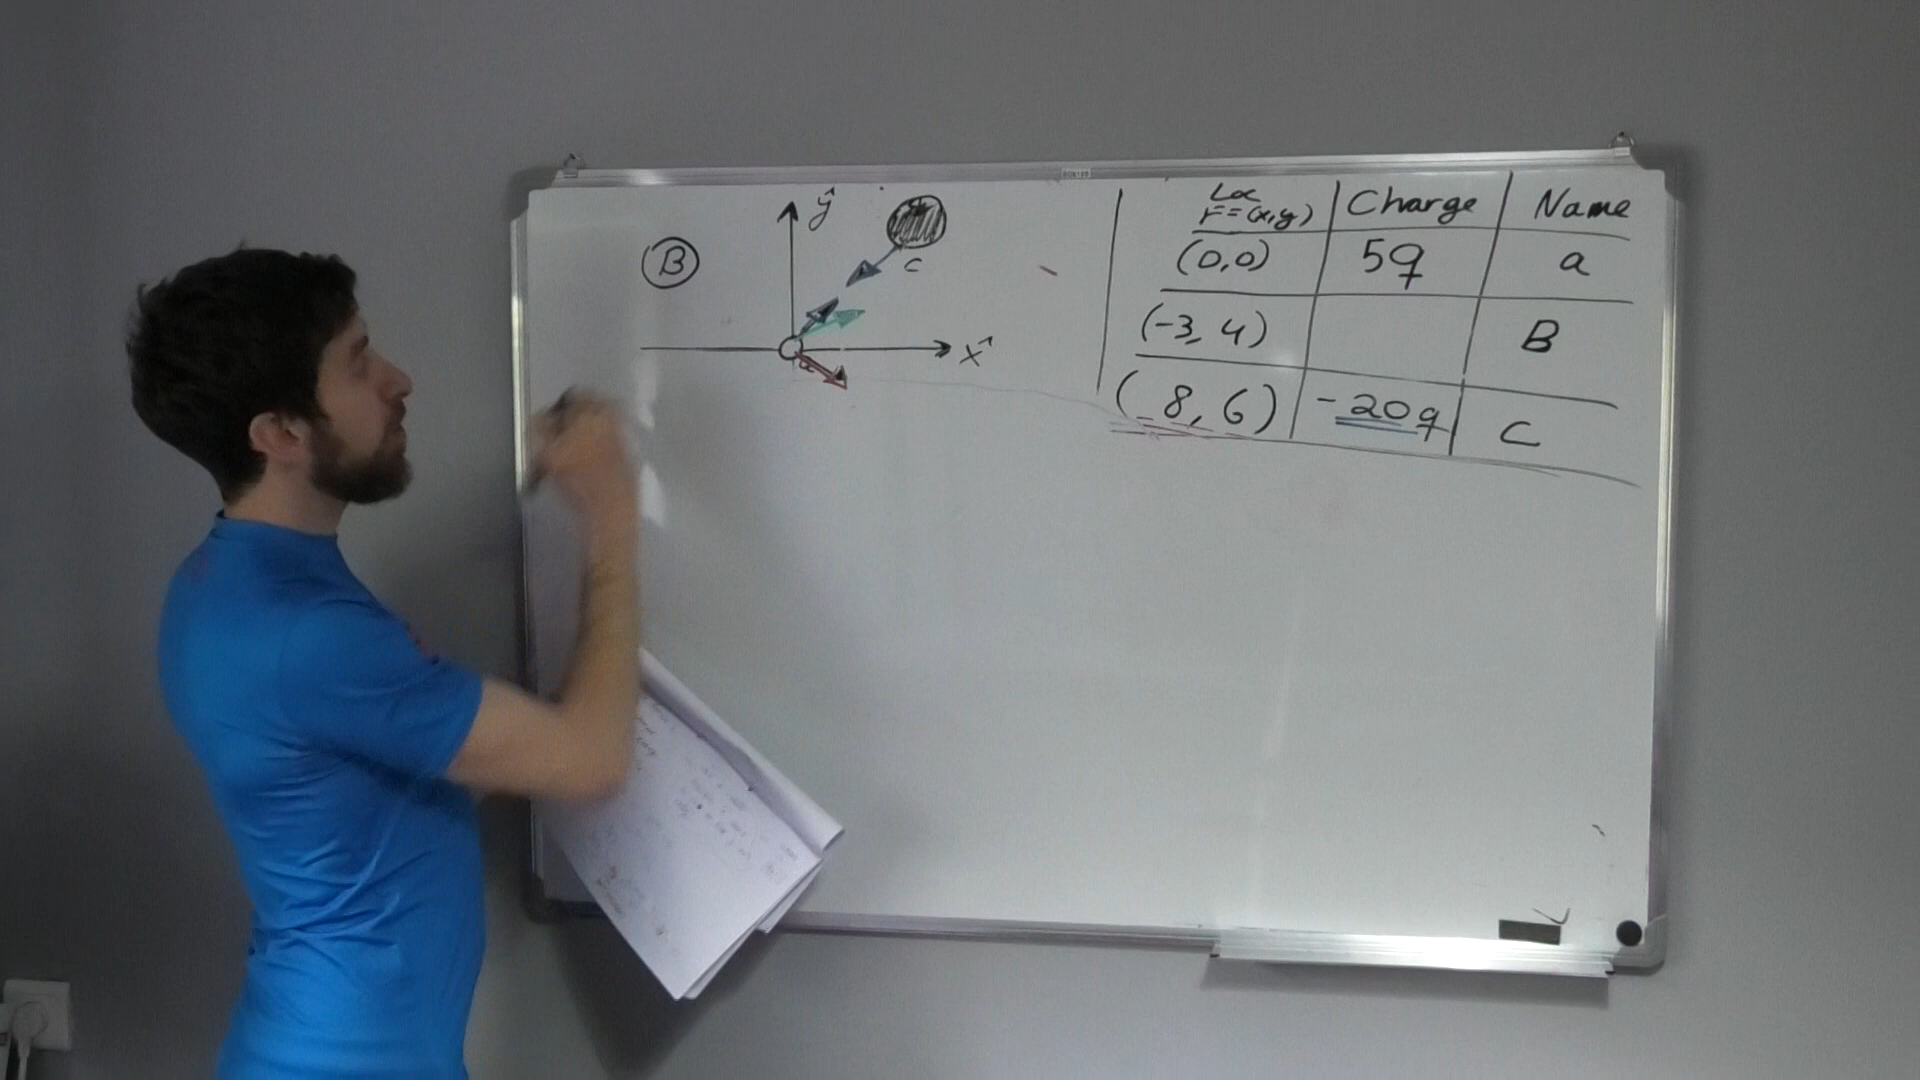 ŷ
B
c
x̂
a
Loc
r=(x,y) Charge Name
(0,0) 5q a
(-3, 4) B
(8, 6) -20q C